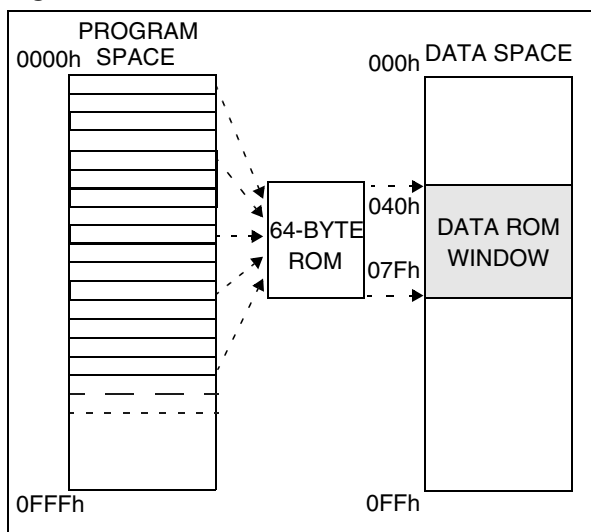 PROGRAM
SPACE
0000h
000h
DATA SPACE
64-BYTE
ROM
040h
07Fh
DATA ROM
WINDOW
0FFFh
0FFh